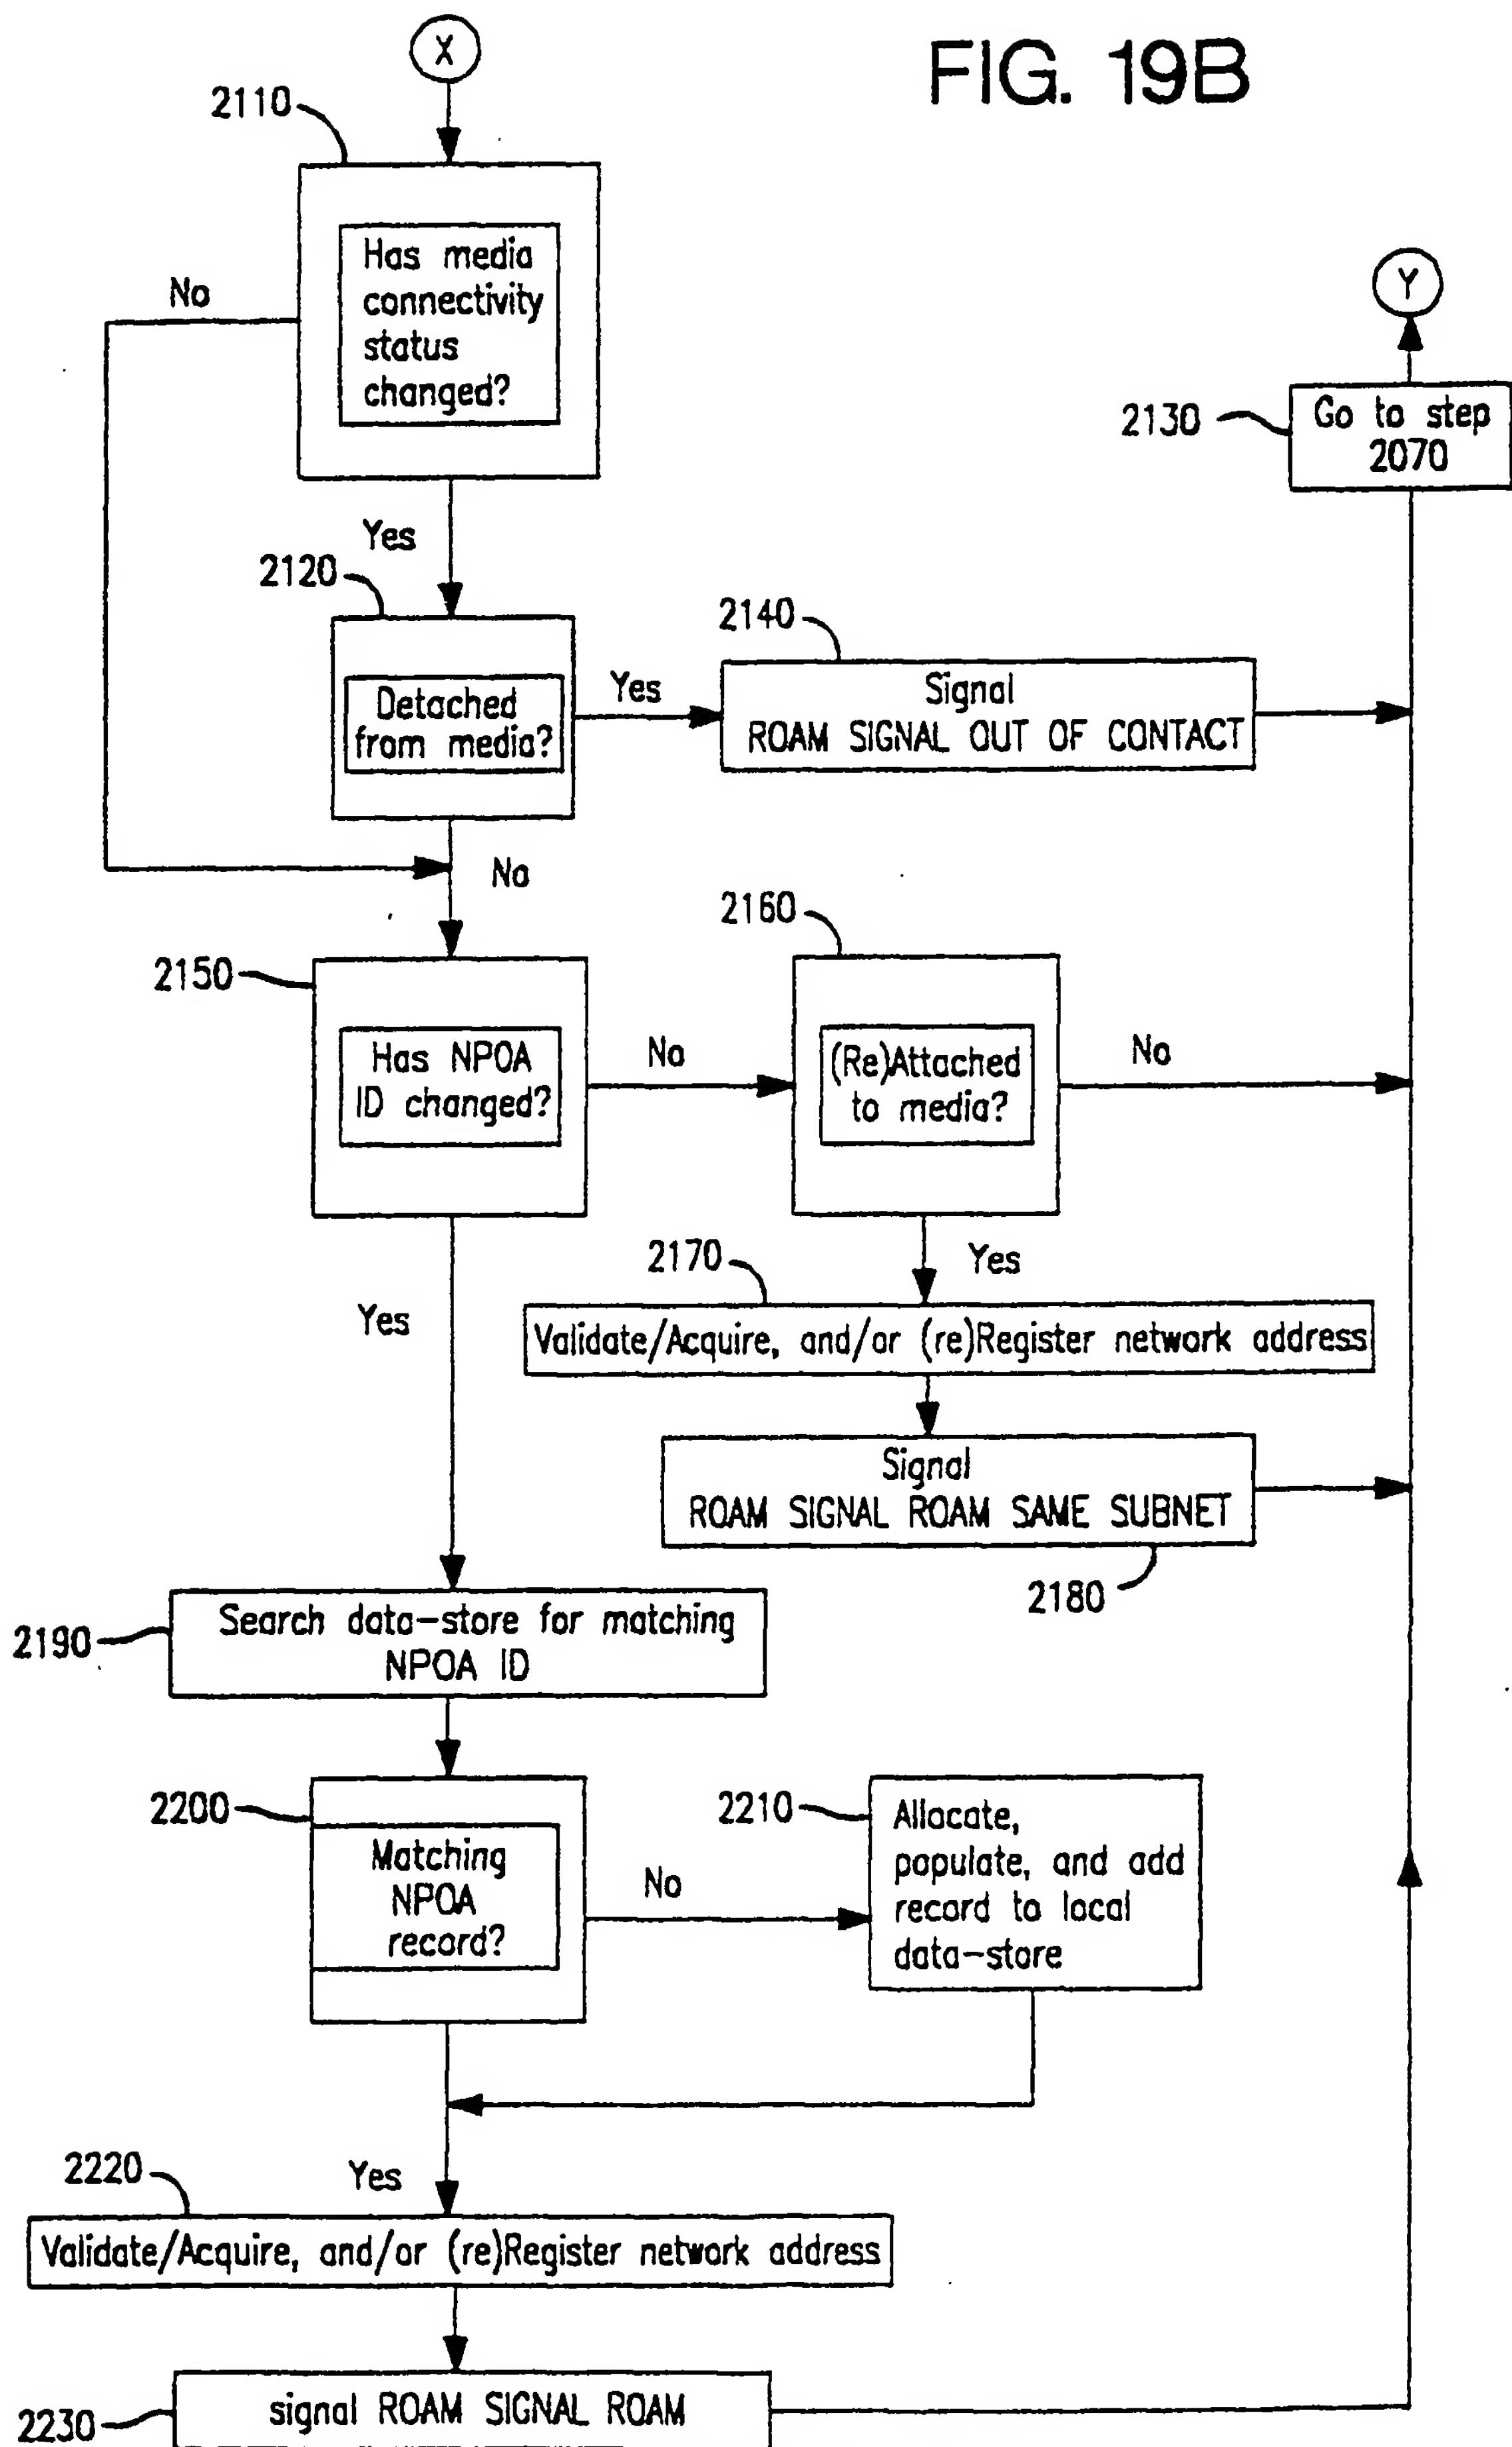 X
FIG. 19B
2110
Has media
connectivity
status
changed?
No
Y
2130
Go to step
2070
Yes
2120
Detached
from media?
Yes
2140
Signal
ROAM SIGNAL OUT OF CONTACT
No
2150
Has NPOA
ID changed?
No
2160
(Re)Attached
to media?
No
Yes
2170
Validate/Acquire, and/or (re)Register network address
Yes
Signal
ROAM SIGNAL ROAM SAME SUBNET
2180
2190
Search data-store for matching
NPOA ID
2200
Matching
NPOA
record?
No
2210
Allocate,
populate, and add
record to local
data-store
Yes
2220
Validate/Acquire, and/or (re)Register network address
2230
signal ROAM SIGNAL ROAM